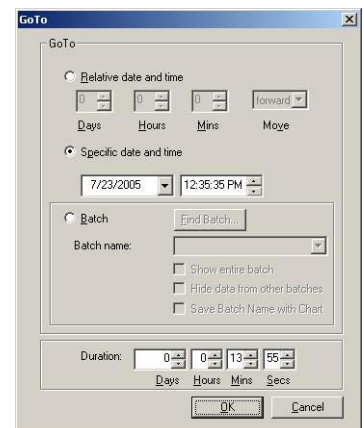 GoTo
GoTo
Relative date and time
0 0 0 forward
Days Hours Mins Move
Specific date and time
7/23/2005 12:35:35 PM
Batch Find Batch...
Batch name:
Show entire batch
Hide data from other batches
Save Batch Name with Chart
Duration: 0 0 13 55
Days Hours Mins Secs
OK Cancel